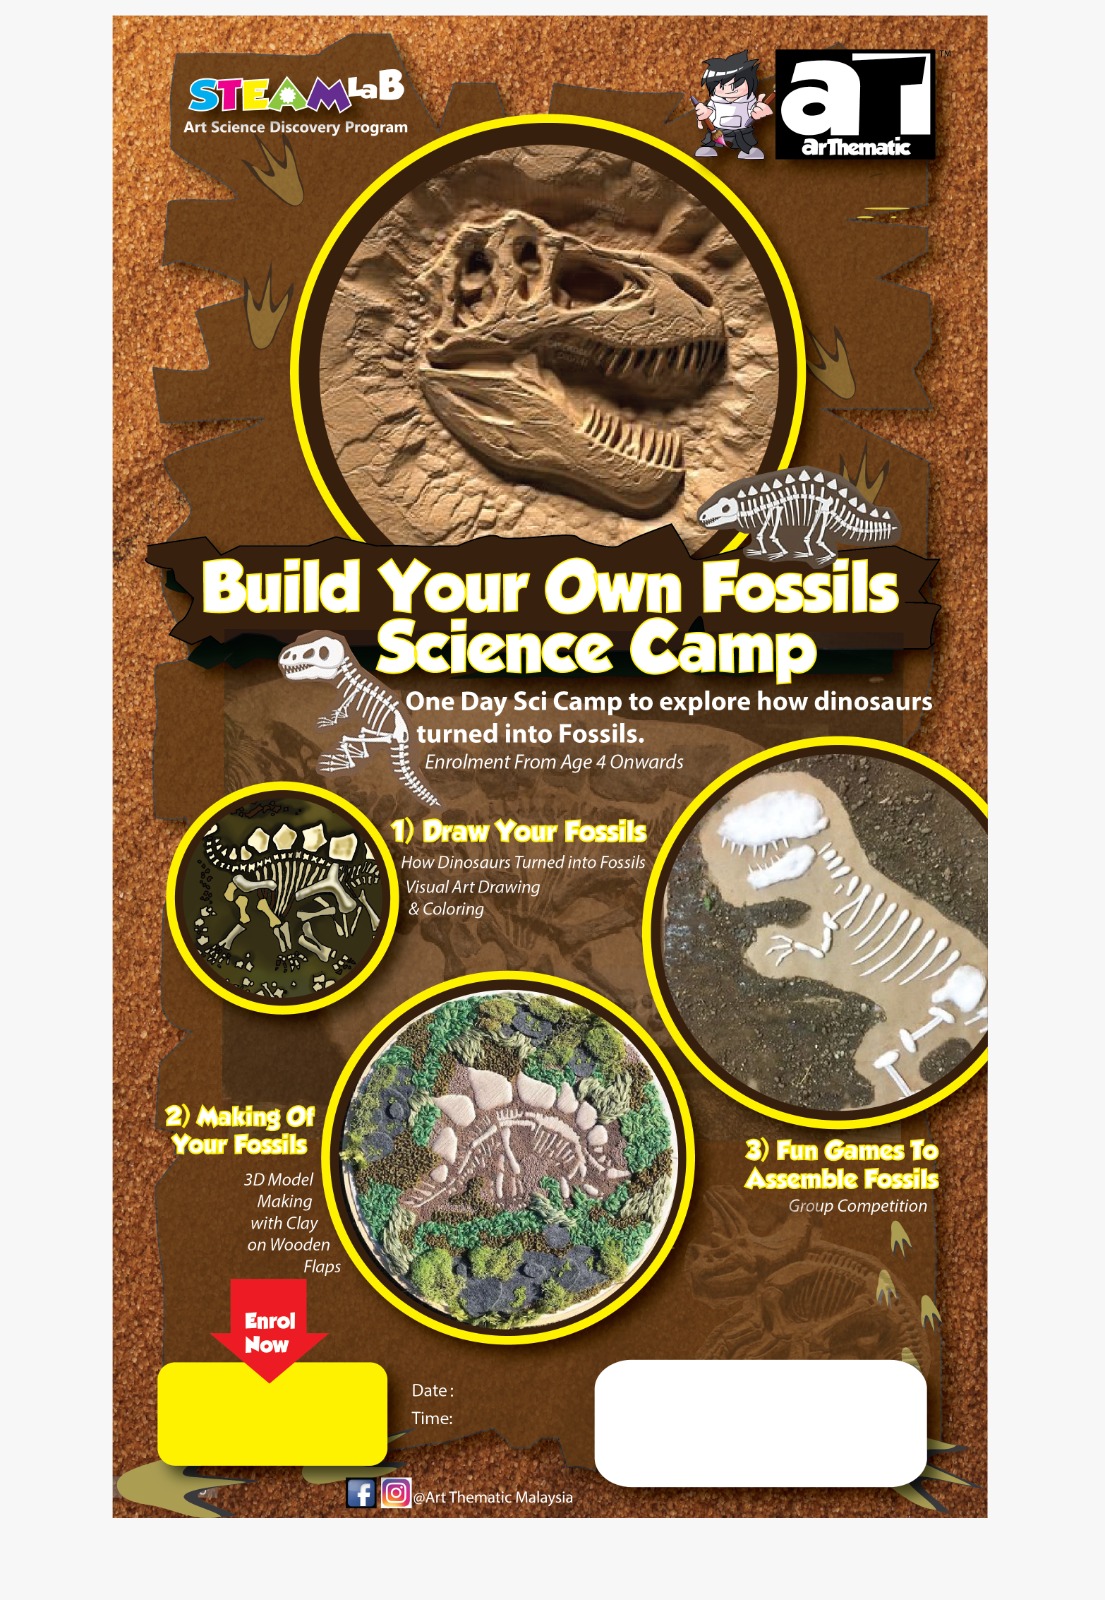 STEAMLaB
Art Science Discovery Program
aT
TM
arThematic
Build Your Own Fossils
Science Camp
One Day Sci Camp to explore how dinosaurs
turned into Fossils.
Enrolment From Age 4 Onwards
1) Draw Your Fossils
How Dinosaurs Turned into Fossils
Visual Art Drawing
& Coloring
2) Making Of
Your Fossils
3D Model
Making
with Clay
on Wooden
Flaps
3) Fun Games To
Assemble Fossils
Group Competition
Enrol
Now
Date :
Time:
@Art Thematic Malaysia